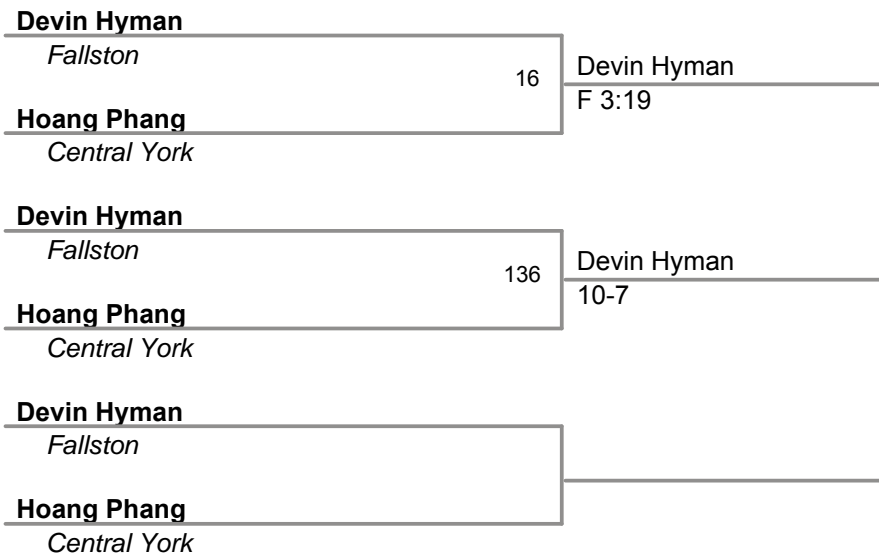 Devin Hyman
Fallston
16
Devin Hyman
F 3:19
Hoang Phang
Central York
Devin Hyman
Fallston
136
Devin Hyman
10-7
Hoang Phang
Central York
Devin Hyman
Fallston
Hoang Phang
Central York